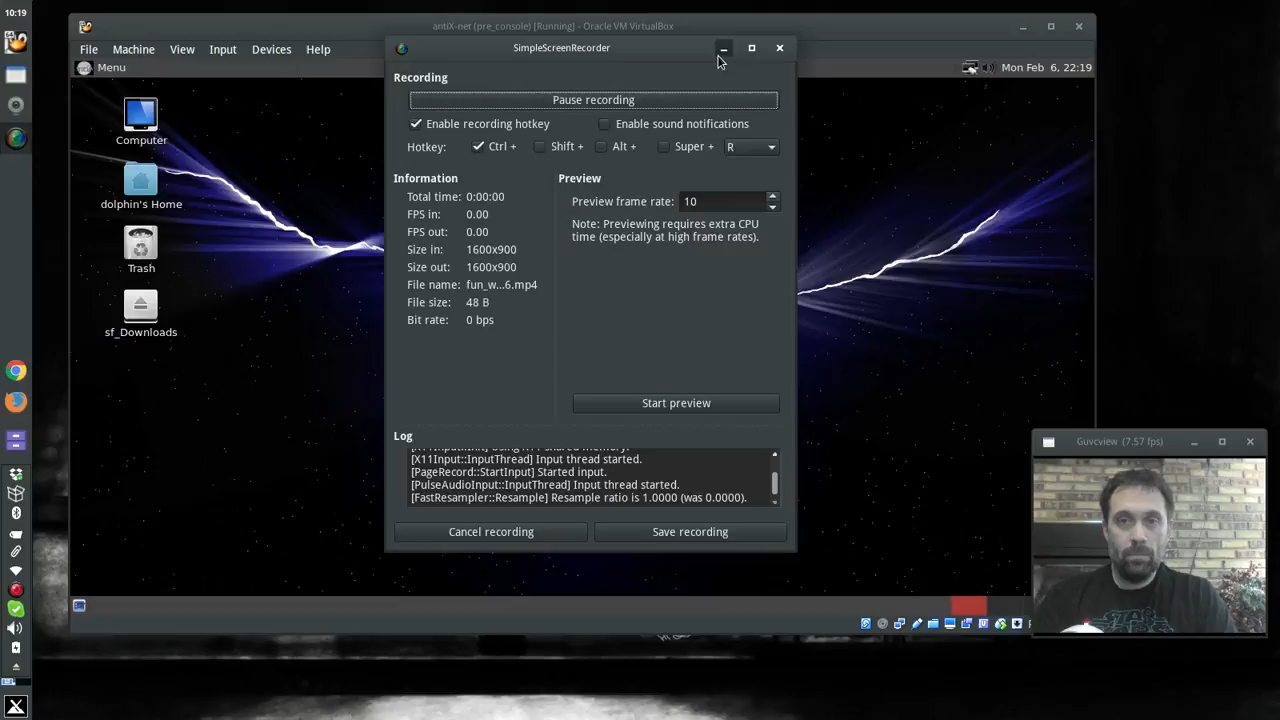 10:19
antiX-net (pre_console) [Running] - Oracle VM VirtualBox
File Machine View Input Devices Help
Menu
Mon Feb 6, 22:19
Computer
dolphin's Home
Trash
sf_Downloads
SimpleScreenRecorder
Recording
Pause recording
Enable recording hotkey
Enable sound notifications
Hotkey: Ctrl + Shift + Alt + Super + R
Information
Total time: 0:00:00
FPS in: 0.00
FPS out: 0.00
Size in: 1600x900
Size out: 1600x900
File name: fun_w...6.mp4
File size: 48 B
Bit rate: 0 bps
Preview
Preview frame rate: 10
Note: Previewing requires extra CPU
time (especially at high frame rates).
Start preview
Log
[X11Input::InputThread] Input thread started.
[PageRecord::StartInput] Started input.
[PulseAudioInput::InputThread] Input thread started.
[FastResampler::Resample] Resample ratio is 1.0000 (was 0.0000).
Cancel recording
Save recording
Guvcview (7.57 fps)